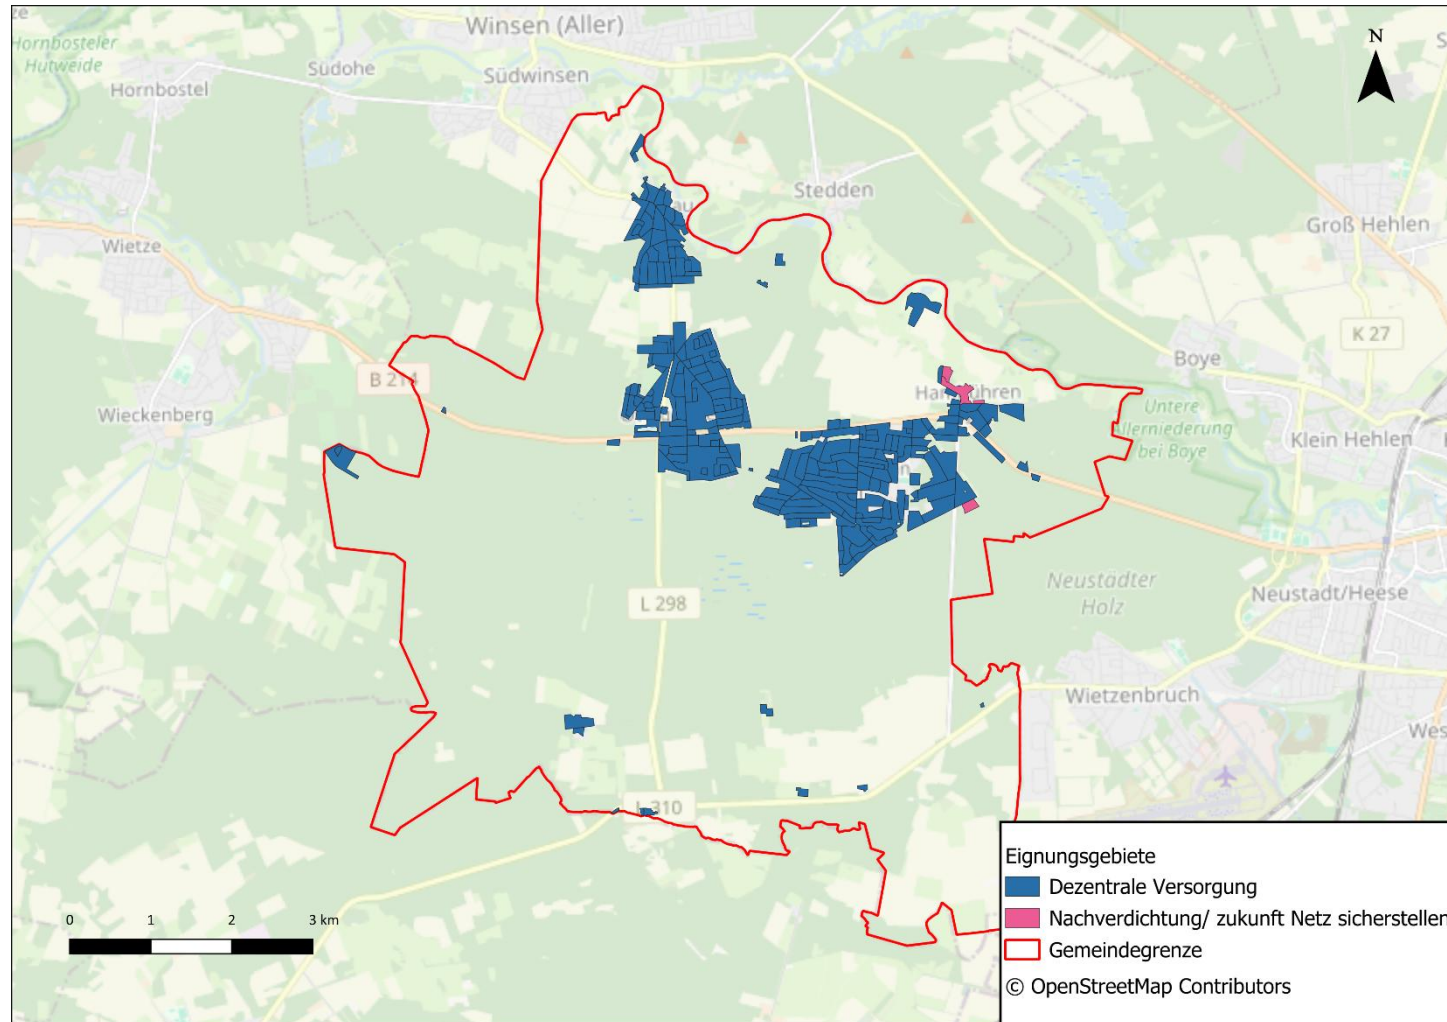 Winsen (Aller)
Hornbosteler
Hutweide
Südohe
Südwinsen
Hornbostel
N
Stedden
Groß Hehlen
Wietze
K 27
Boye
B 214
Wieckenberg
Untere
Allerniederung
bei Boye
Klein Hehlen
Neustädter
Holz
Neustadt/Heese
L 298
Wietzenbruch
L 310
Eignungsgebiete
Dezentrale Versorgung
Nachverdichtung/ zukunft Netz sicherstellen
Gemeindegrenze
© OpenStreetMap Contributors
0 1 2 3 km